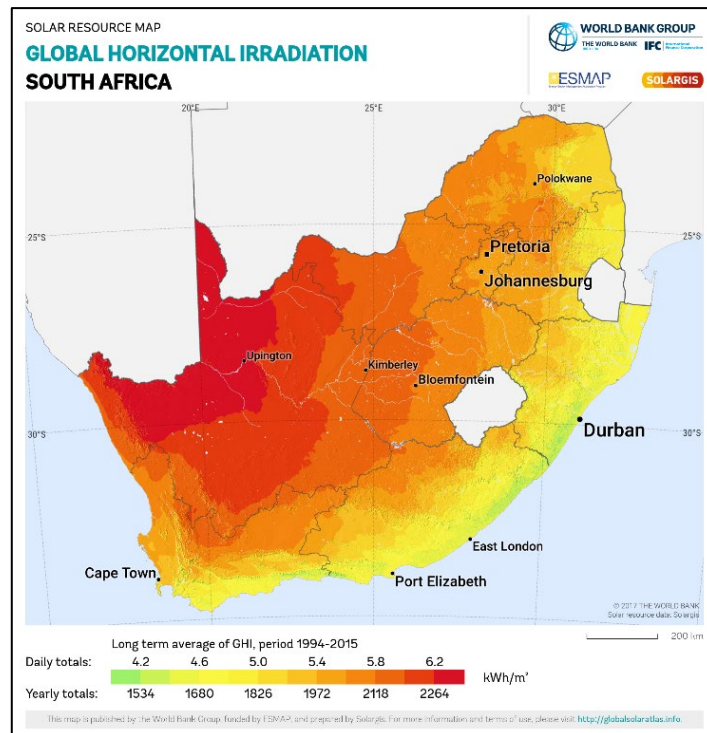 SOLAR RESOURCE MAP
GLOBAL HORIZONTAL IRRADIATION
SOUTH AFRICA
WORLD BANK GROUP
THE WORLD BANK
IFC International Finance Corporation
ESMAP
SOLARGIS
20°E
25°E
30°E
Polokwane
25°S
25°S
Pretoria
Johannesburg
Upington
Kimberley
Bloemfontein
30°S
30°S
Durban
East London
Cape Town
Port Elizabeth
© 2017 THE WORLD BANK
Solar resource data: Solargis
200 km
Long term average of GHI, period 1994-2015
Daily totals: 4.2 4.6 5.0 5.4 5.8 6.2 kWh/m²
Yearly totals: 1534 1680 1826 1972 2118 2264
This map is published by the World Bank Group, funded by ESMAP, and prepared by Solargis. For more information and terms of use, please visit http://globalsolaratlas.info.